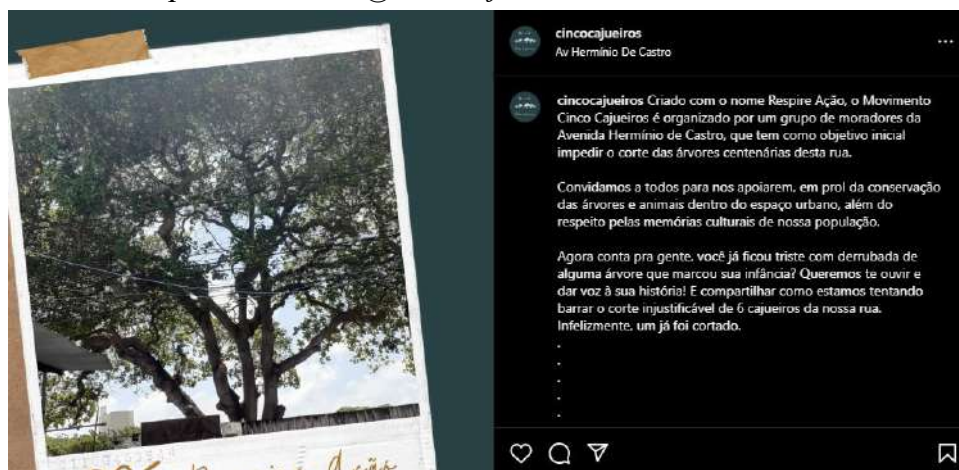 cincocajueiros
Av Hermínio De Castro
cincocajueiros Criado com o nome Respire Ação, o Movimento
Cinco Cajueiros é organizado por um grupo de moradores da
Avenida Hermínio de Castro, que tem como objetivo inicial
impedir o corte das árvores centenárias desta rua.
Convidamos a todos para nos apoiarem, em prol da conservação
das árvores e animais dentro do espaço urbano, além do
respeito pelas memórias culturais de nossa população.
Agora conta pra gente, você já ficou triste com derrubada de
alguma árvore que marcou sua infância? Queremos te ouvir e
dar voz à sua história! E compartilhar como estamos tentando
barrar o corte injustificável de 6 cajueiros da nossa rua.
Infelizmente, um já foi cortado.
.
.
.
.
.